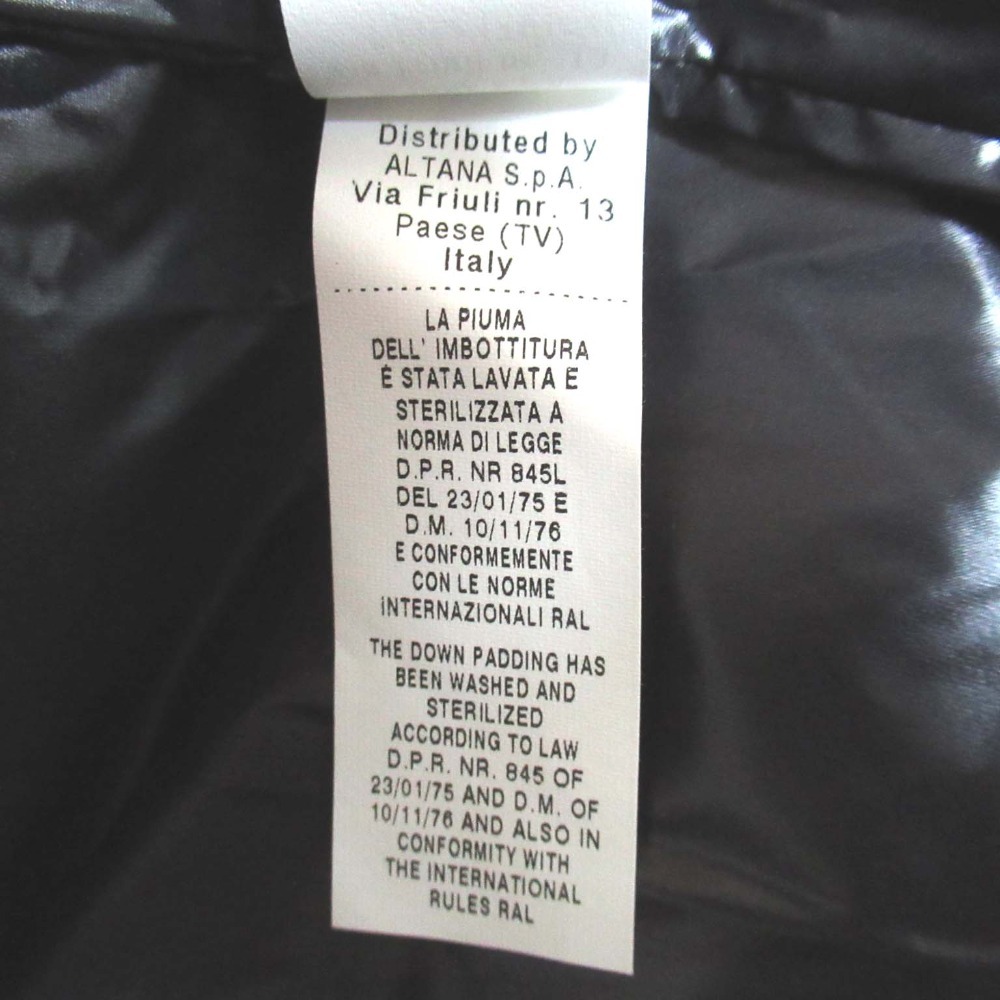 Distributed by
ALTANA S.p.A.
Via Friuli nr. 13
Paese (TV)
Italy
LA PIUMA
DELL' IMBOTTITURA
É STATA LAVATA E
STERILIZZATA A
NORMA DI LEGGE
D.P.R. NR 845L
DEL 23/01/75 E
D.M. 10/11/76
E CONFORMEMENTE
CON LE NORME
INTERNAZIONALI RAL
THE DOWN PADDING HAS
BEEN WASHED AND
STERILIZED
ACCORDING TO LAW
D.P.R. NR. 845 OF
23/01/75 AND D.M. OF
10/11/76 AND ALSO IN
CONFORMITY WITH
THE INTERNATIONAL
RULES RAL